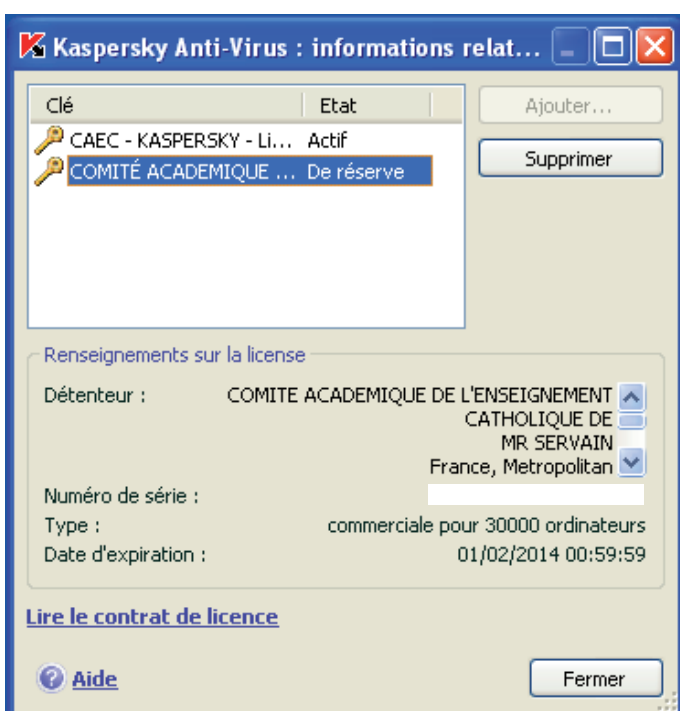 Kaspersky Anti-Virus : informations relat...
Clé Etat
CAEC - KASPERSKY - Li... Actif
COMITÉ ACADEMIQUE ... De réserve
Ajouter...
Supprimer
Renseignements sur la license
Détenteur : COMITE ACADEMIQUE DE L'ENSEIGNEMENT
CATHOLIQUE DE
MR SERVAIN
France, Metropolitan
Numéro de série :
Type : commerciale pour 30000 ordinateurs
Date d'expiration : 01/02/2014 00:59:59
Lire le contrat de licence
Aide
Fermer